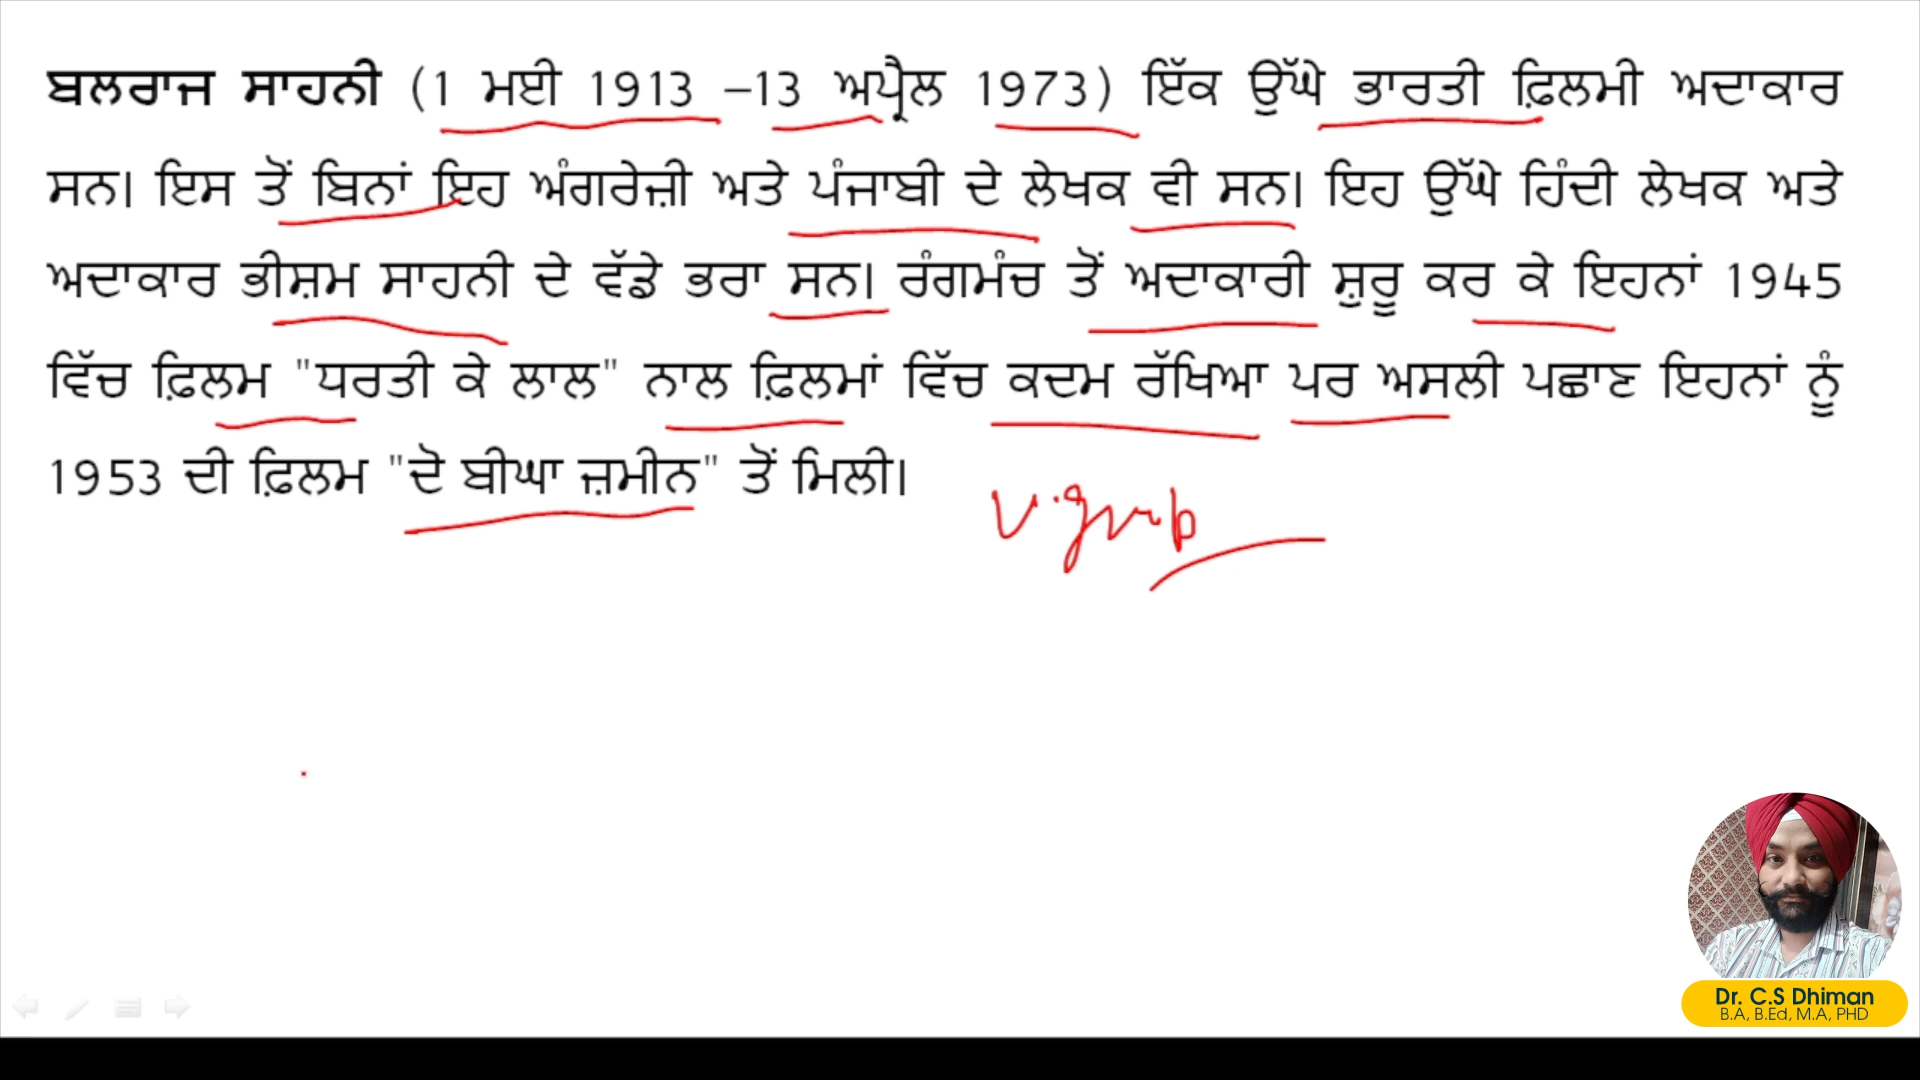 ਬਲਰਾਜ ਸਾਹਨੀ (1 ਮਈ 1913 –13 ਅਪ੍ਰੈਲ 1973) ਇੱਕ ਉੱਘੇ ਭਾਰਤੀ ਫ਼ਿਲਮੀ ਅਦਾਕਾਰ
ਸਨ। ਇਸ ਤੋਂ ਬਿਨਾਂ ਇਹ ਅੰਗਰੇਜ਼ੀ ਅਤੇ ਪੰਜਾਬੀ ਦੇ ਲੇਖਕ ਵੀ ਸਨ। ਇਹ ਉੱਘੇ ਹਿੰਦੀ ਲੇਖਕ ਅਤੇ
ਅਦਾਕਾਰ ਭੀਸ਼ਮ ਸਾਹਨੀ ਦੇ ਵੱਡੇ ਭਰਾ ਸਨ। ਰੰਗਮੰਚ ਤੋਂ ਅਦਾਕਾਰੀ ਸ਼ੁਰੂ ਕਰ ਕੇ ਇਹਨਾਂ 1945
ਵਿੱਚ ਫ਼ਿਲਮ "ਧਰਤੀ ਕੇ ਲਾਲ" ਨਾਲ ਫ਼ਿਲਮਾਂ ਵਿੱਚ ਕਦਮ ਰੱਖਿਆ ਪਰ ਅਸਲੀ ਪਛਾਣ ਇਹਨਾਂ ਨੂੰ
1953 ਦੀ ਫ਼ਿਲਮ "ਦੋ ਬੀਘਾ ਜ਼ਮੀਨ" ਤੋਂ ਮਿਲੀ।
Dr. C.S Dhiman
B.A, B.Ed, M.A, PHD